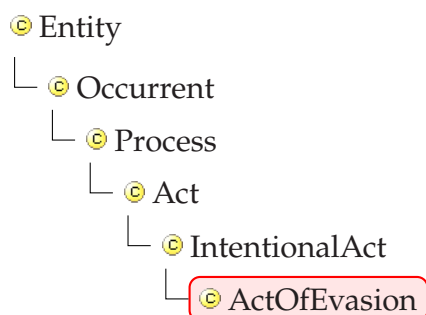 © Entity
© Occurrent
© Process
© Act
© IntentionalAct
© ActOfEvasion